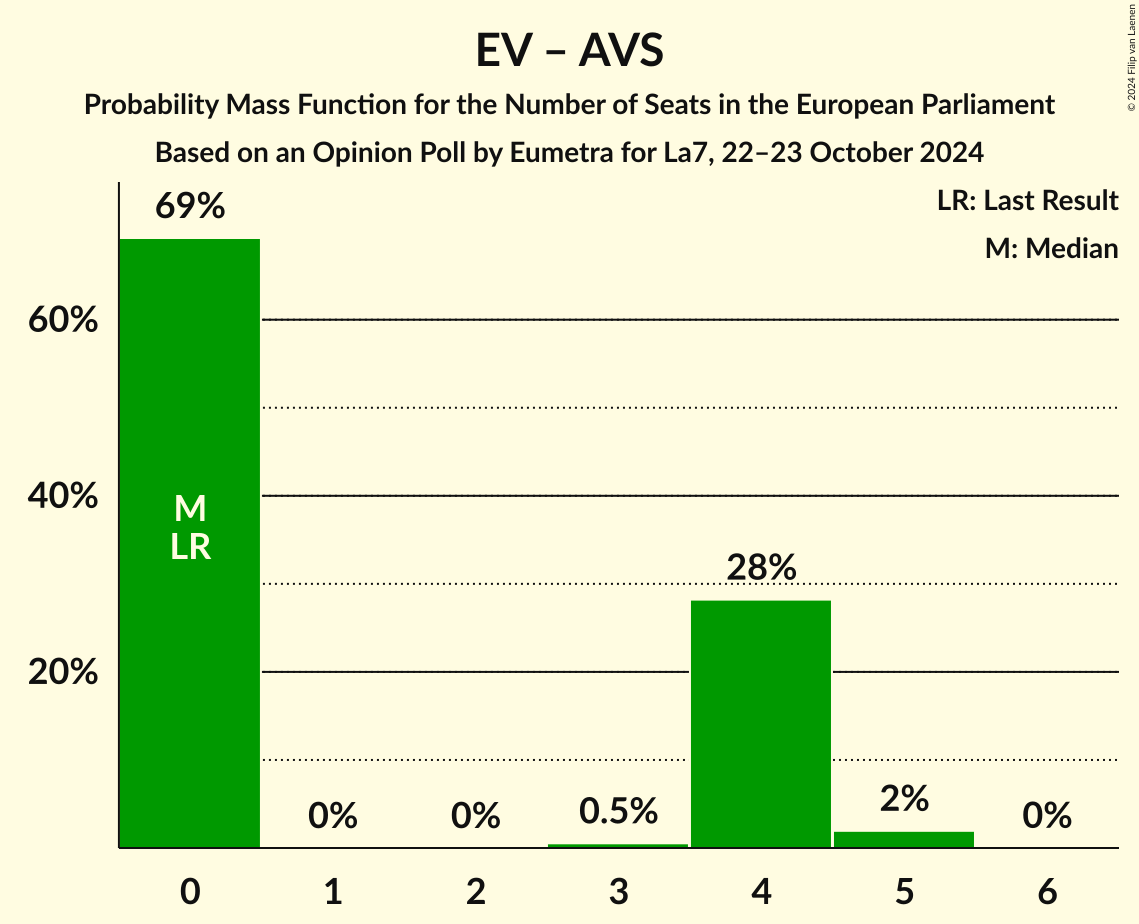 EV – AVS
Probability Mass Function for the Number of Seats in the European Parliament
Based on an Opinion Poll by Eumetra for La7, 22–23 October 2024
© 2024 Filip van Laenen
LR: Last Result
M: Median
69%
60%
40%
20%
M
LR
0%
0%
0.5%
28%
2%
0%
0
1
2
3
4
5
6